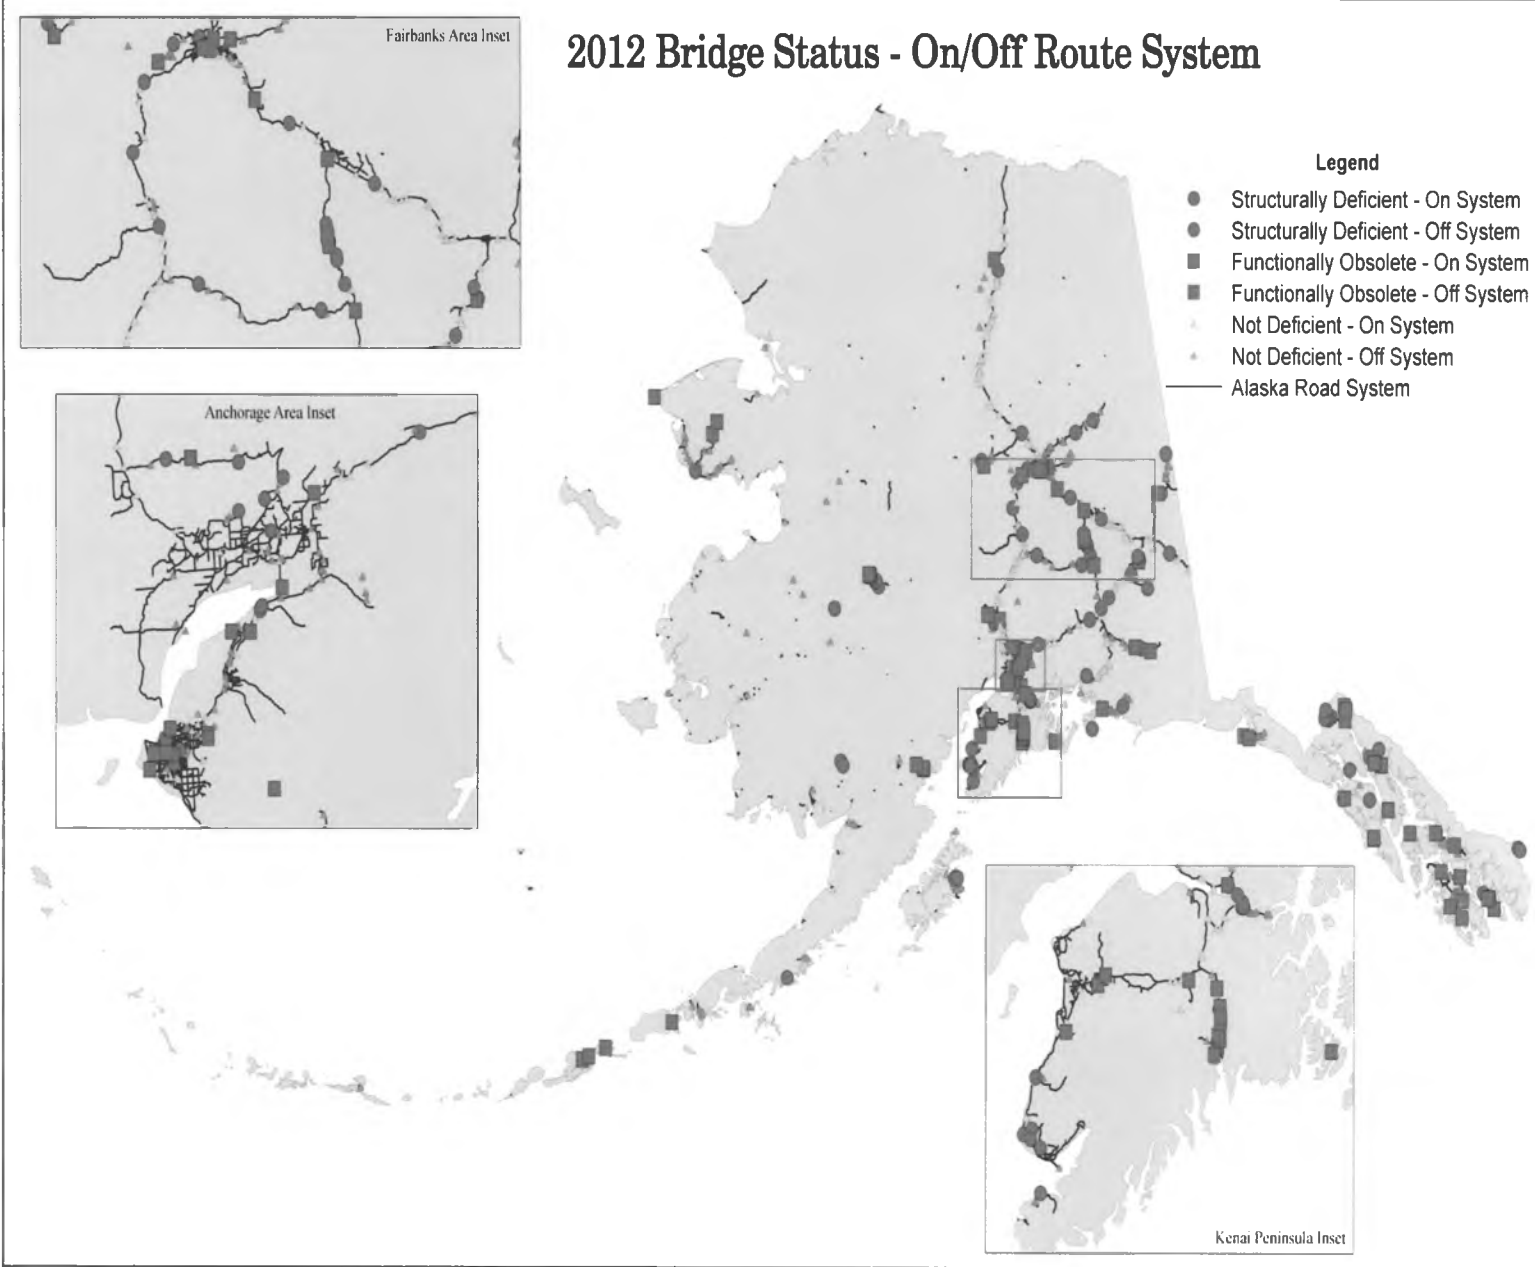 Fairbanks Area Inset
2012 Bridge Status - On/Off Route System
Legend
Structurally Deficient - On System
Structurally Deficient - Off System
Functionally Obsolete - On System
Functionally Obsolete - Off System
Not Deficient - On System
Not Deficient - Off System
Alaska Road System
Anchorage Area Inset
Kenai Peninsula Inset